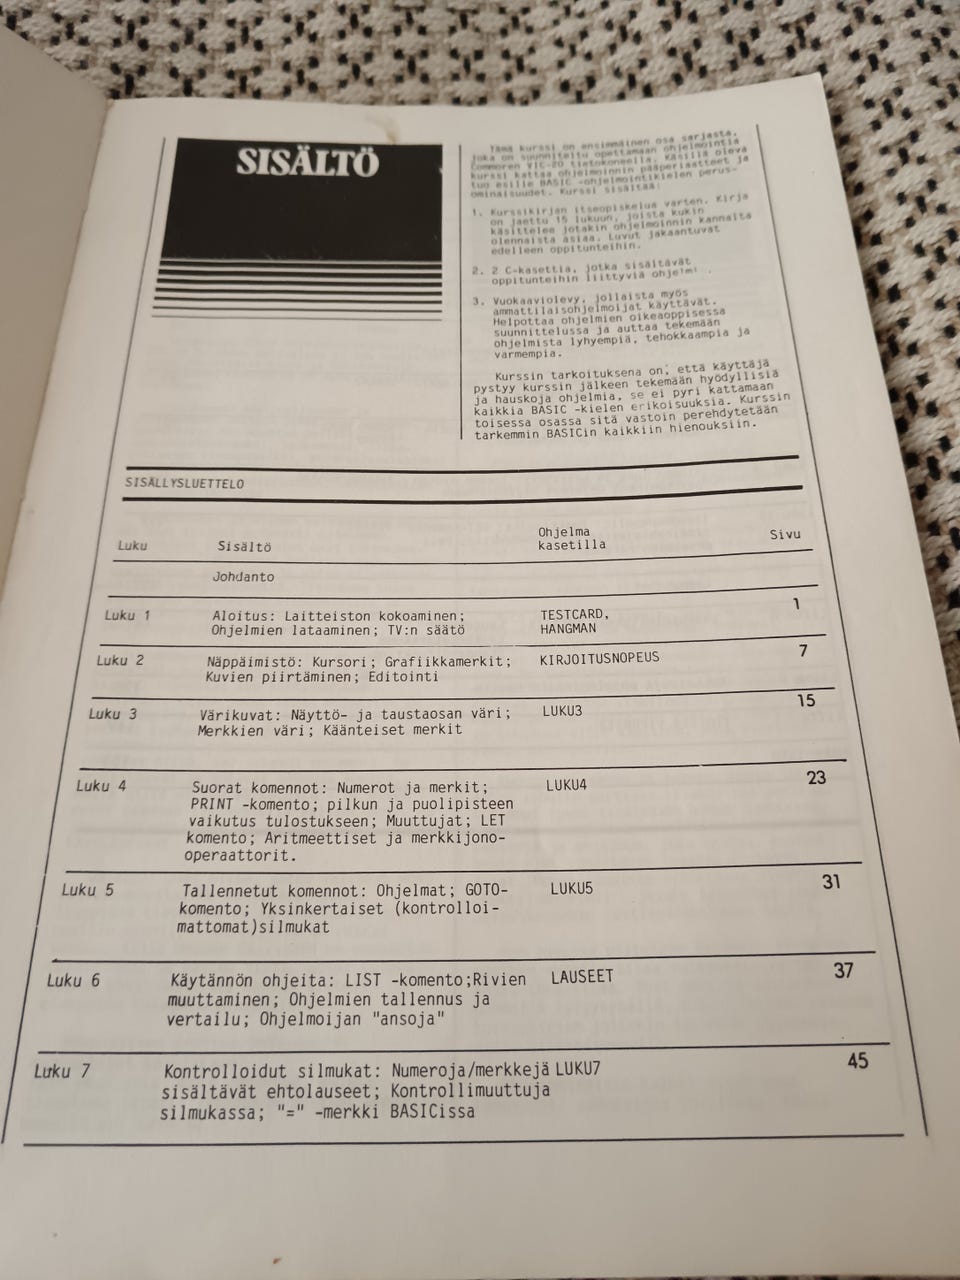 SISÄLTÖ
Tämä kurssi on ensimmäinen osa sarjasta,
joka on suunniteltu opettamaan ohjelmointia
Commoren VIC-20 tietokoneella. Käsillä oleva
kurssi kattaa ohjelmoinnin pääperiaatteet ja
tuo esille BASIC -ohjelmointikielen perus-
ominaisuudet. Kurssi sisältää:
1. Kurssikirjan itseopiskelua varten. Kirja
on jaettu 15 lukuun, joista kukin
käsittelee jotakin ohjelmoinnin kannalta
olennaista asiaa. Luvut jakaantuvat
edelleen oppitunteihin.
2. 2 C-kasettia, jotka sisältävät
oppitunteihin liittyviä
3. Vuokaaviolevy, jollaista myös
ammattilaisohjelmoijat käyttävät.
Helpottaa ohjelmien oikeaoppisessa
suunnittelussa ja auttaa tekemään
ohjelmista lyhyempiä, tehokkaampia ja
varmempia.
Kurssin tarkoituksena on, että käyttäjä
pystyy kurssin jälkeen tekemään hyödyllisiä
ja hauskoja ohjelmia, se ei pyri kattamaan
kaikkia BASIC -kielen erikoisuuksia. Kurssin
toisessa osassa sitä vastoin perehdytetään
tarkemmin BASICin kaikkiin hienouksiin.
SISÄLLYSLUETTELO
Luku Sisältö Ohjelma kasetilla Sivu
Johdanto
Luku 1 Aloitus: Laitteiston kokoaminen; TESTCARD, 1
Ohjelmien lataaminen; TV:n säätö HANGMAN
Luku 2 Näppäimistö: Kursori; Grafiikkamerkit; KIRJOITUSNOPEUS 7
Kuvien piirtäminen; Editointi
Luku 3 Värikuvat: Näyttö- ja taustaosan väri; LUKU3 15
Merkkien väri; Käänteiset merkit
Luku 4 Suorat komennot: Numerot ja merkit; LUKU4 23
PRINT -komento; pilkun ja puolipisteen
vaikutus tulostukseen; Muuttujat; LET
komento; Aritmeettiset ja merkkijono-
operaattorit.
Luku 5 Tallennetut komennot: Ohjelmat; GOTO- LUKU5 31
komento; Yksinkertaiset (kontrolloi-
mattomat)silmukat
Luku 6 Käytännön ohjeita: LIST -komento;Rivien LAUSEET 37
muuttaminen; Ohjelmien tallennus ja
vertailu; Ohjelmoijan "ansoja"
Luku 7 Kontrolloidut silmukat: Numeroja/merkkejä LUKU7 45
sisältävät ehtolauseet; Kontrollimuuttuja
silmukassa; "=" -merkki BASICissa